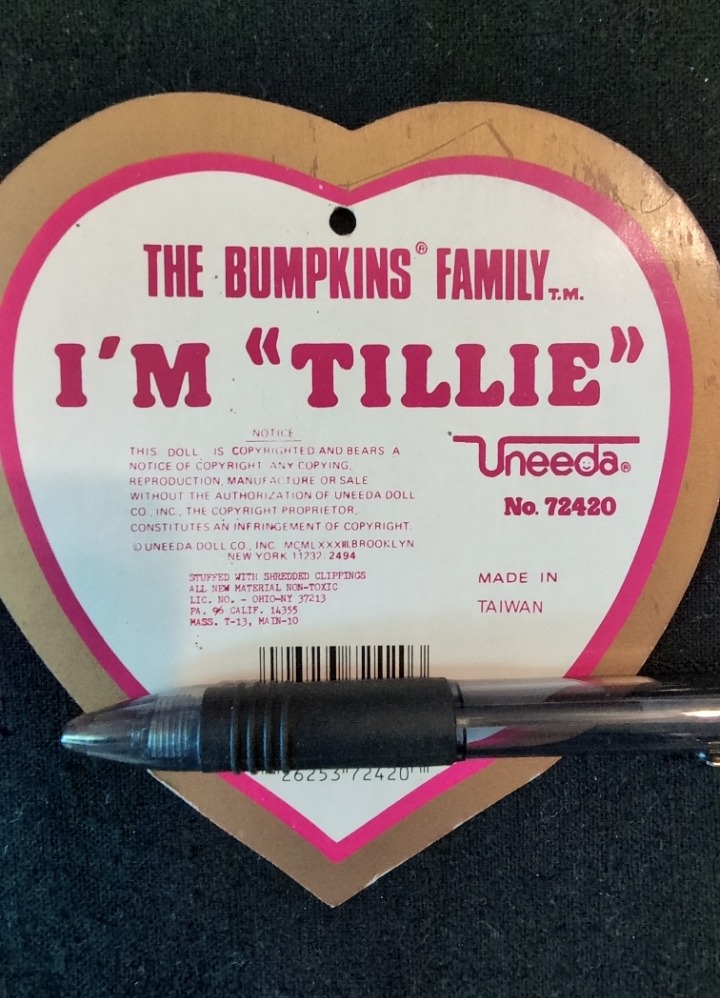 THE BUMPKINS® FAMILY T.M.
I'M "TILLIE"
NOTICE
THIS DOLL IS COPYRIGHTED AND BEARS A
NOTICE OF COPYRIGHT. ANY COPYING,
REPRODUCTION, MANUFACTURE OR SALE
WITHOUT THE AUTHORIZATION OF UNEEDA DOLL
CO., INC., THE COPYRIGHT PROPRIETOR,
CONSTITUTES AN INFRINGEMENT OF COPYRIGHT.
© UNEEDA DOLL CO., INC. MCMLXXXIII. BROOKLYN
NEW YORK 11232. 2494
Uneeda®
No. 72420
STUFFED WITH SHREDDED CLIPPINGS
ALL NEW MATERIAL NON-TOXIC
LIC. NO. - OHIO-NY 37213
PA. 96 CALIF. 14355
MASS. T-13, MAIN-10
MADE IN
TAIWAN
26253 72420